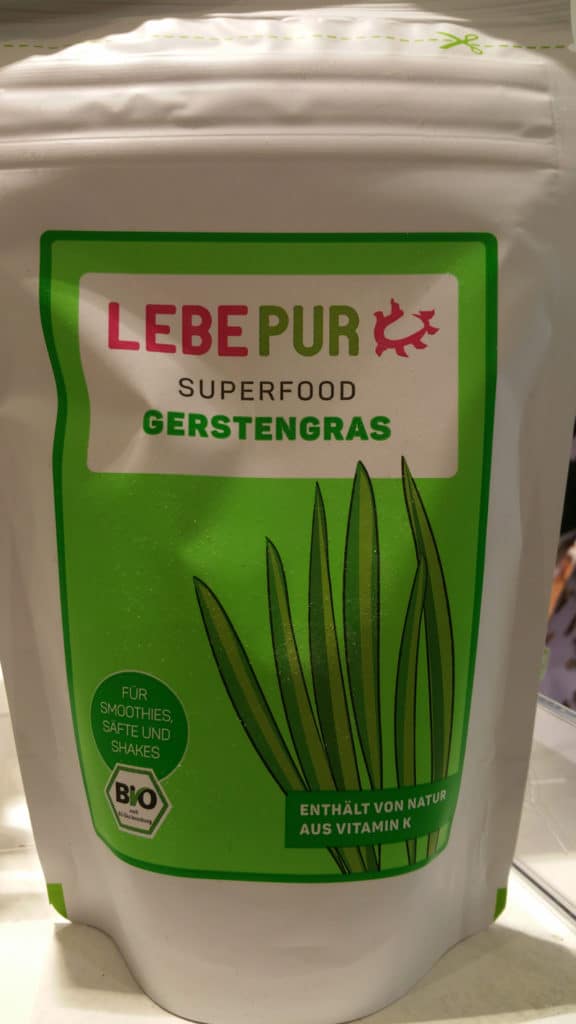 LEBEPUR
SUPERFOOD
GERSTENGRAS
FÜR
SMOOTHIES,
SÄFTE UND
SHAKES
BIO
ENTHÄLT VON NATUR
AUS VITAMIN K